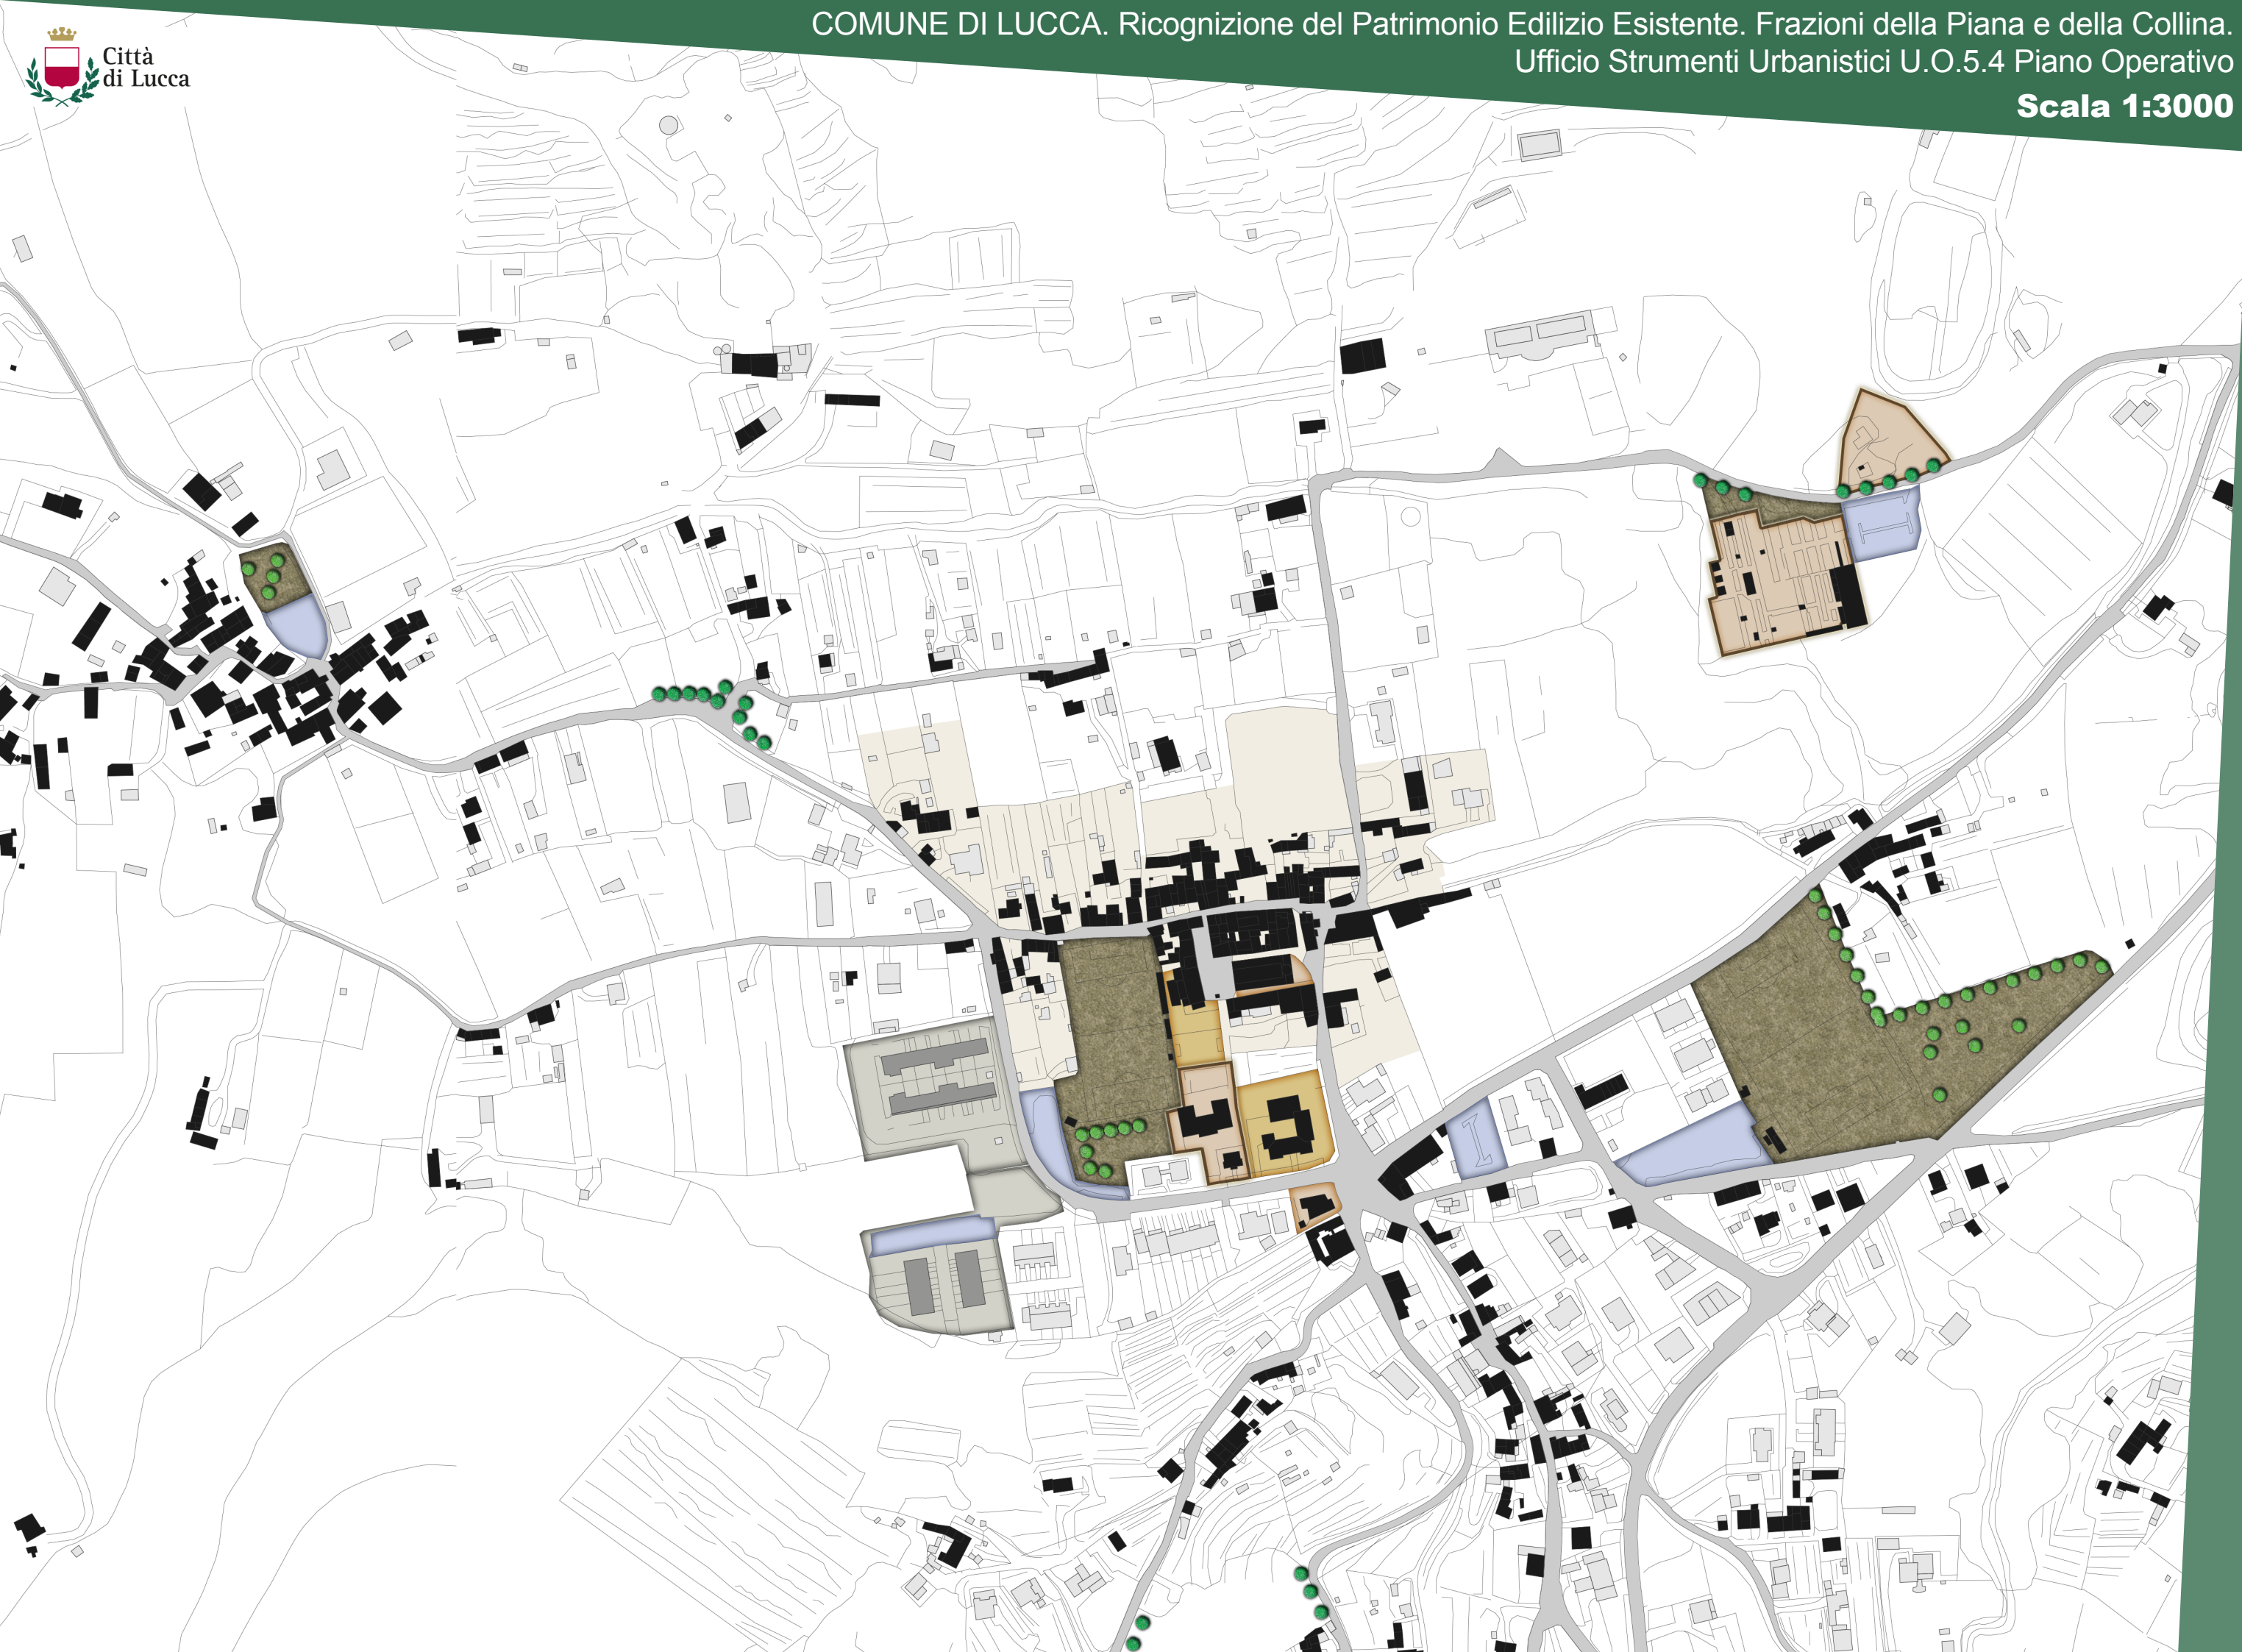 COMUNE DI LUCCA. Ricognizione del Patrimonio Edilizio Esistente. Frazioni della Piana e della Collina.
Ufficio Strumenti Urbanistici U.O.5.4 Piano Operativo
Scala 1:3000
Città
di Lucca